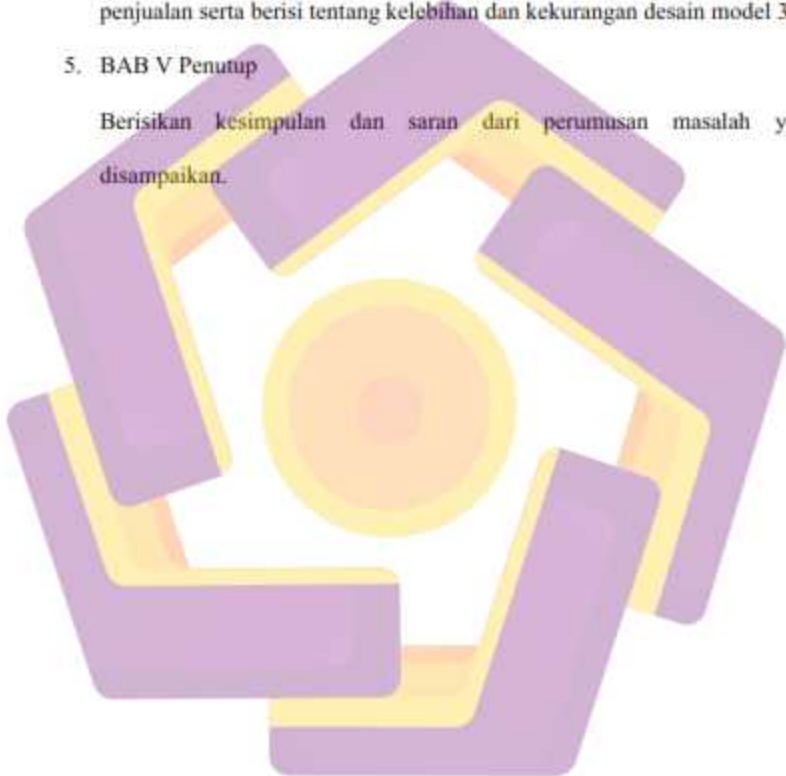 penjualan serta berisi tentang kelebihan dan kekurangan desain model 3
5. BAB V Penutup
Berisikan kesimpulan dan saran dari perumusan masalah y
disampaikan.